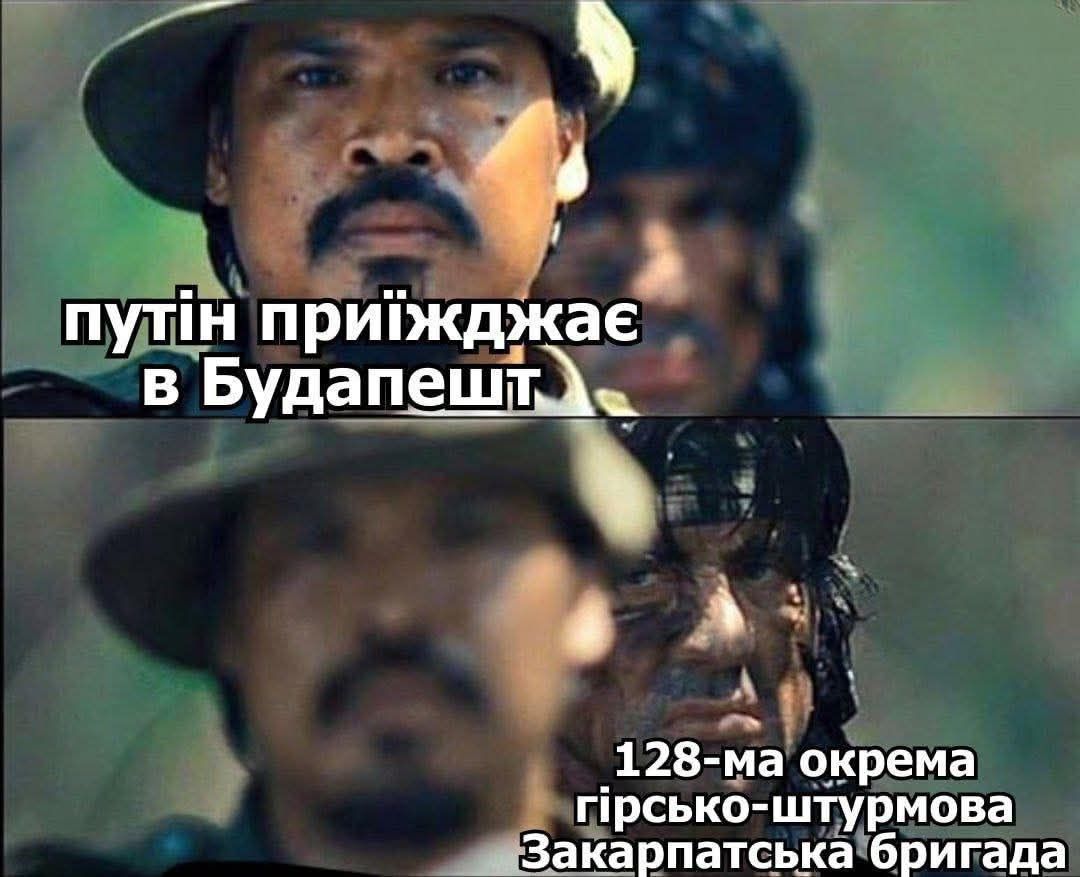 путін приїжджає
в Будапешт
128-ма окрема
гірсько-штурмова
Закарпатська бригада